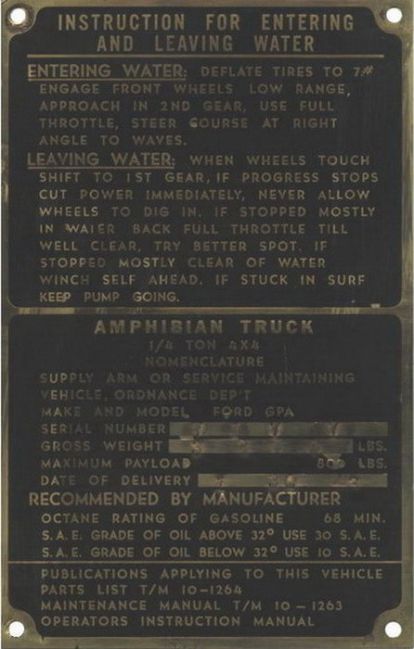 INSTRUCTION FOR ENTERING
AND LEAVING WATER
ENTERING WATER: DEFLATE TIRES TO 7#
ENGAGE FRONT WHEELS LOW RANGE,
APPROACH IN 2ND GEAR, USE FULL
THROTTLE, STEER COURSE AT RIGHT
ANGLE TO WAVES.
LEAVING WATER: WHEN WHEELS TOUCH
SHIFT TO 1ST GEAR, IF PROGRESS STOPS
CUT POWER IMMEDIATELY, NEVER ALLOW
WHEELS TO DIG IN. IF STOPPED MOSTLY
IN WATER BACK FULL THROTTLE TILL
WELL CLEAR, TRY BETTER SPOT. IF
STOPPED MOSTLY CLEAR OF WATER
WINCH SELF AHEAD. IF STUCK IN SURF
KEEP PUMP GOING.
AMPHIBIAN TRUCK
1/4 TON 4X4
NOMENCLATURE
SUPPLY ARM OR SERVICE MAINTAINING
VEHICLE, ORDNANCE DEP'T
MAKE AND MODEL FORD GPA
SERIAL NUMBER
GROSS WEIGHT LBS.
MAXIMUM PAYLOAD 800 LBS.
DATE OF DELIVERY
RECOMMENDED BY MANUFACTURER
OCTANE RATING OF GASOLINE 68 MIN.
S.A.E. GRADE OF OIL ABOVE 32° USE 30 S.A.E.
S.A.E. GRADE OF OIL BELOW 32° USE 10 S.A.E.
PUBLICATIONS APPLYING TO THIS VEHICLE
PARTS LIST T/M 10-1264
MAINTENANCE MANUAL T/M 10-1263
OPERATORS INSTRUCTION MANUAL